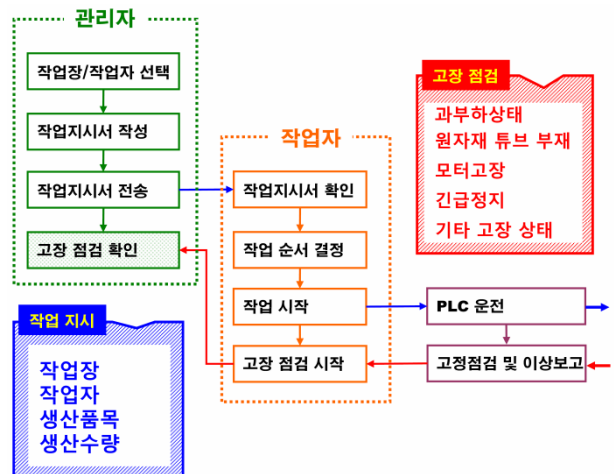 관리자
작업장/작업자 선택
작업지시서 작성
작업지시서 전송
고장 점검 확인
작업자
작업지시서 확인
작업 순서 결정
작업 시작
고장 점검 시작
PLC 운전
고정점검 및 이상보고
고장 점검
과부하상태
원자재 튜브 부재
모터고장
긴급정지
기타 고장 상태
작업 지시
작업장
작업자
생산품목
생산수량